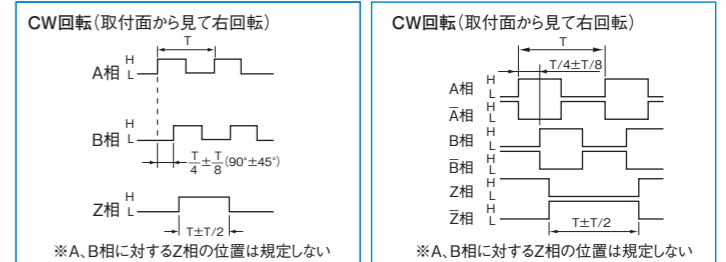 CW回転(取付面から見て右回転)
T
A相 H L
B相 H L
T/4±T/8(90°±45°)
Z相 H L
T±T/2
※A、B相に対するZ相の位置は規定しない
CW回転(取付面から見て右回転)
T
T/4±T/8
A相 H L
A̅相 H L
B相 H L
B̅相 H L
Z相 H L
Z̅相 H L
T±T/2
※A、B相に対するZ相の位置は規定しない